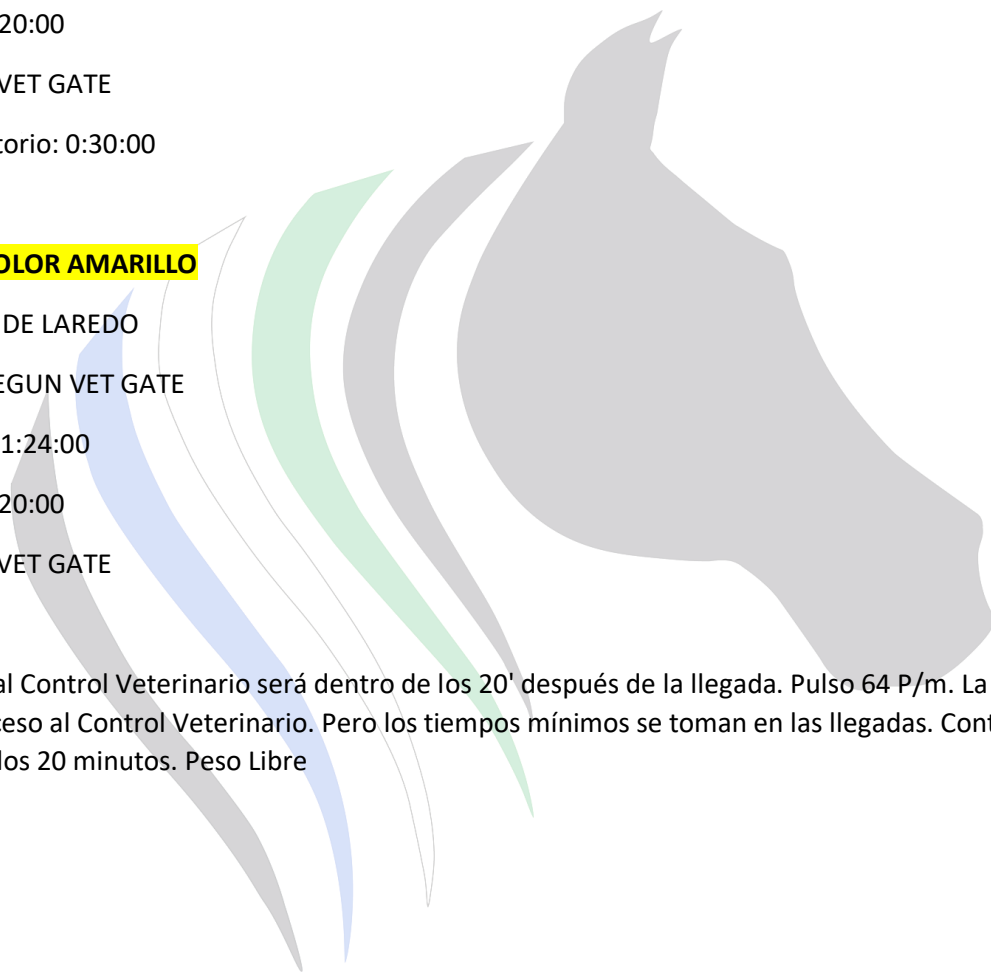 20:00
VET GATE
torio: 0:30:00
OLOR AMARILLO
DE LAREDO
EGUN VET GATE
1:24:00
20:00
VET GATE
al Control Veterinario será dentro de los 20' después de la llegada. Pulso 64 P/m. La
ceso al Control Veterinario. Pero los tiempos mínimos se toman en las llegadas. Cont
los 20 minutos. Peso Libre